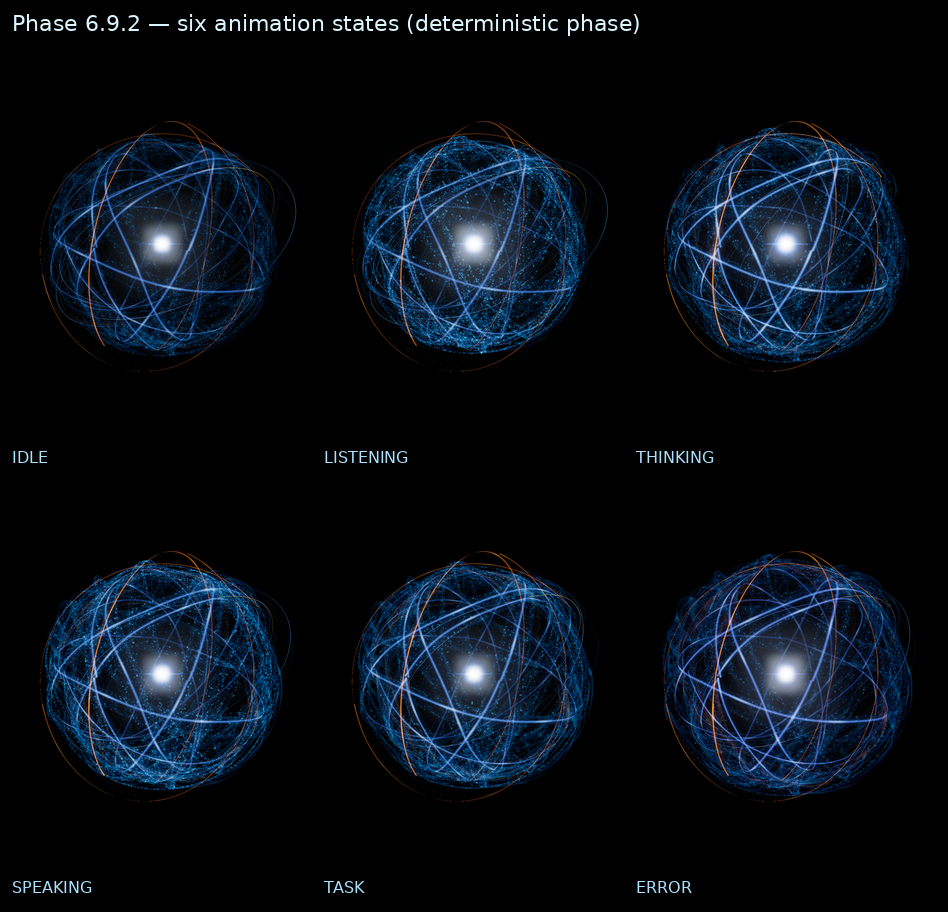 Phase 6.9.2 — six animation states (deterministic phase)
IDLE
LISTENING
THINKING
SPEAKING
TASK
ERROR